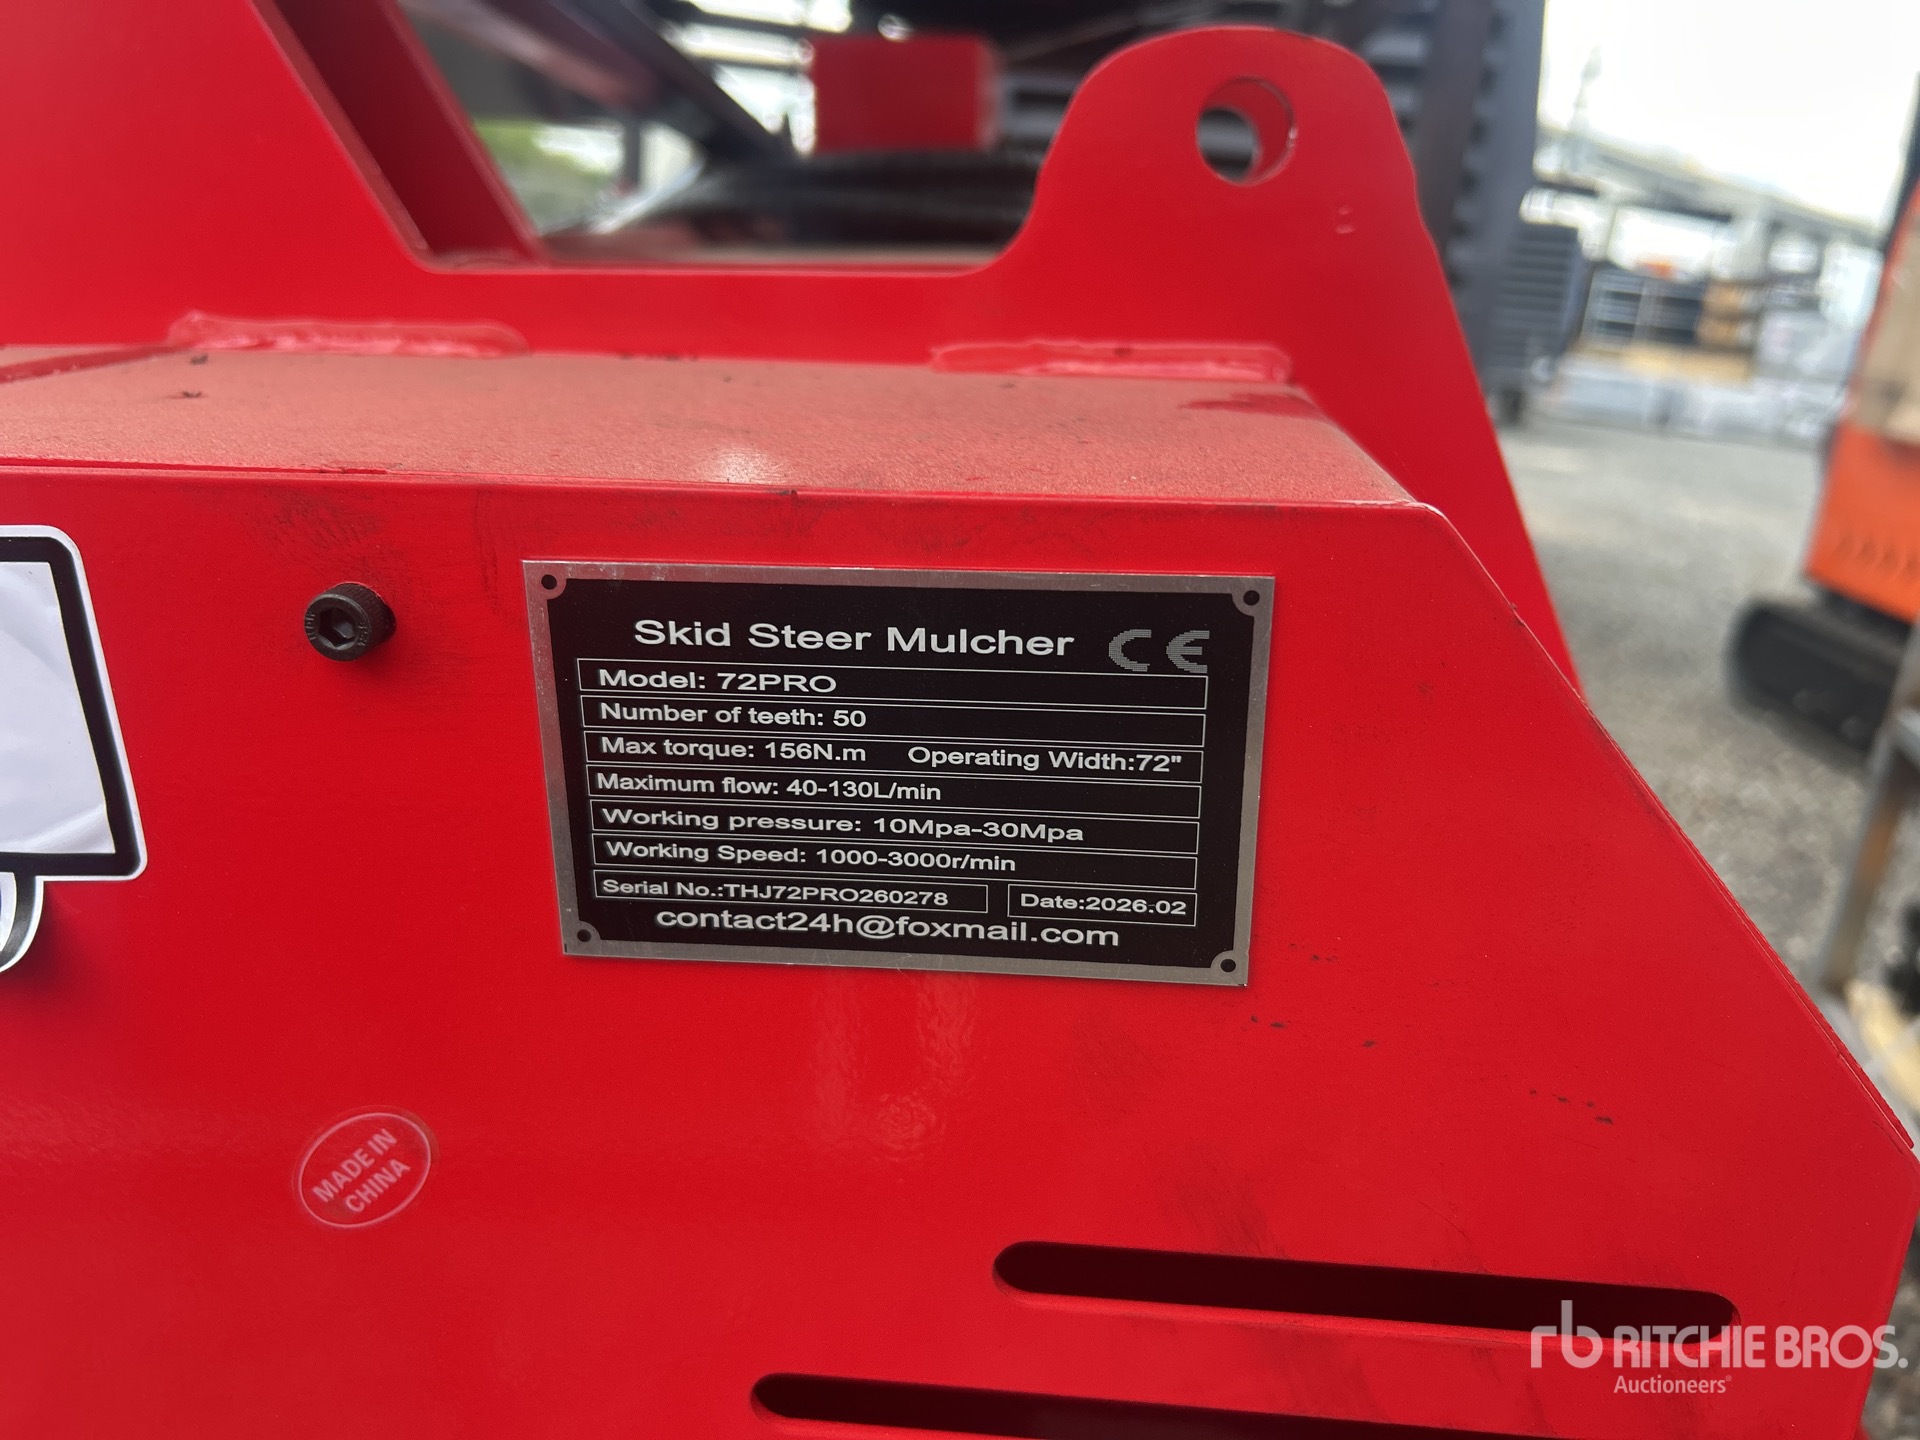 Skid Steer Mulcher CE
Model: 72PRO
Number of teeth: 50
Max torque: 156N.m Operating Width:72"
Maximum flow: 40-130L/min
Working pressure: 10Mpa-30Mpa
Working Speed: 1000-3000r/min
Serial No.:THJ72PRO260278 Date:2026.02
contact24h@foxmail.com
MADE IN
CHINA
rb RITCHIE BROS.
Auctioneers®